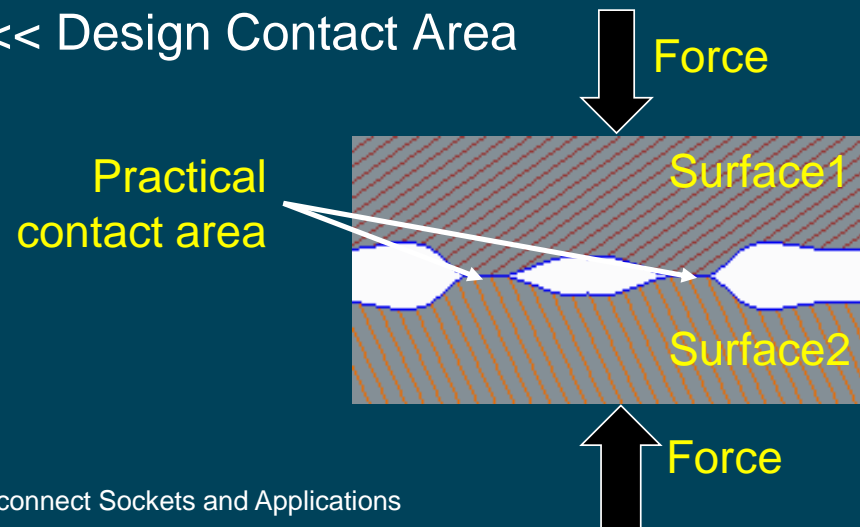 << Design Contact Area
Force
Practical
contact area
Surface1
Surface2
Force
connect Sockets and Applications